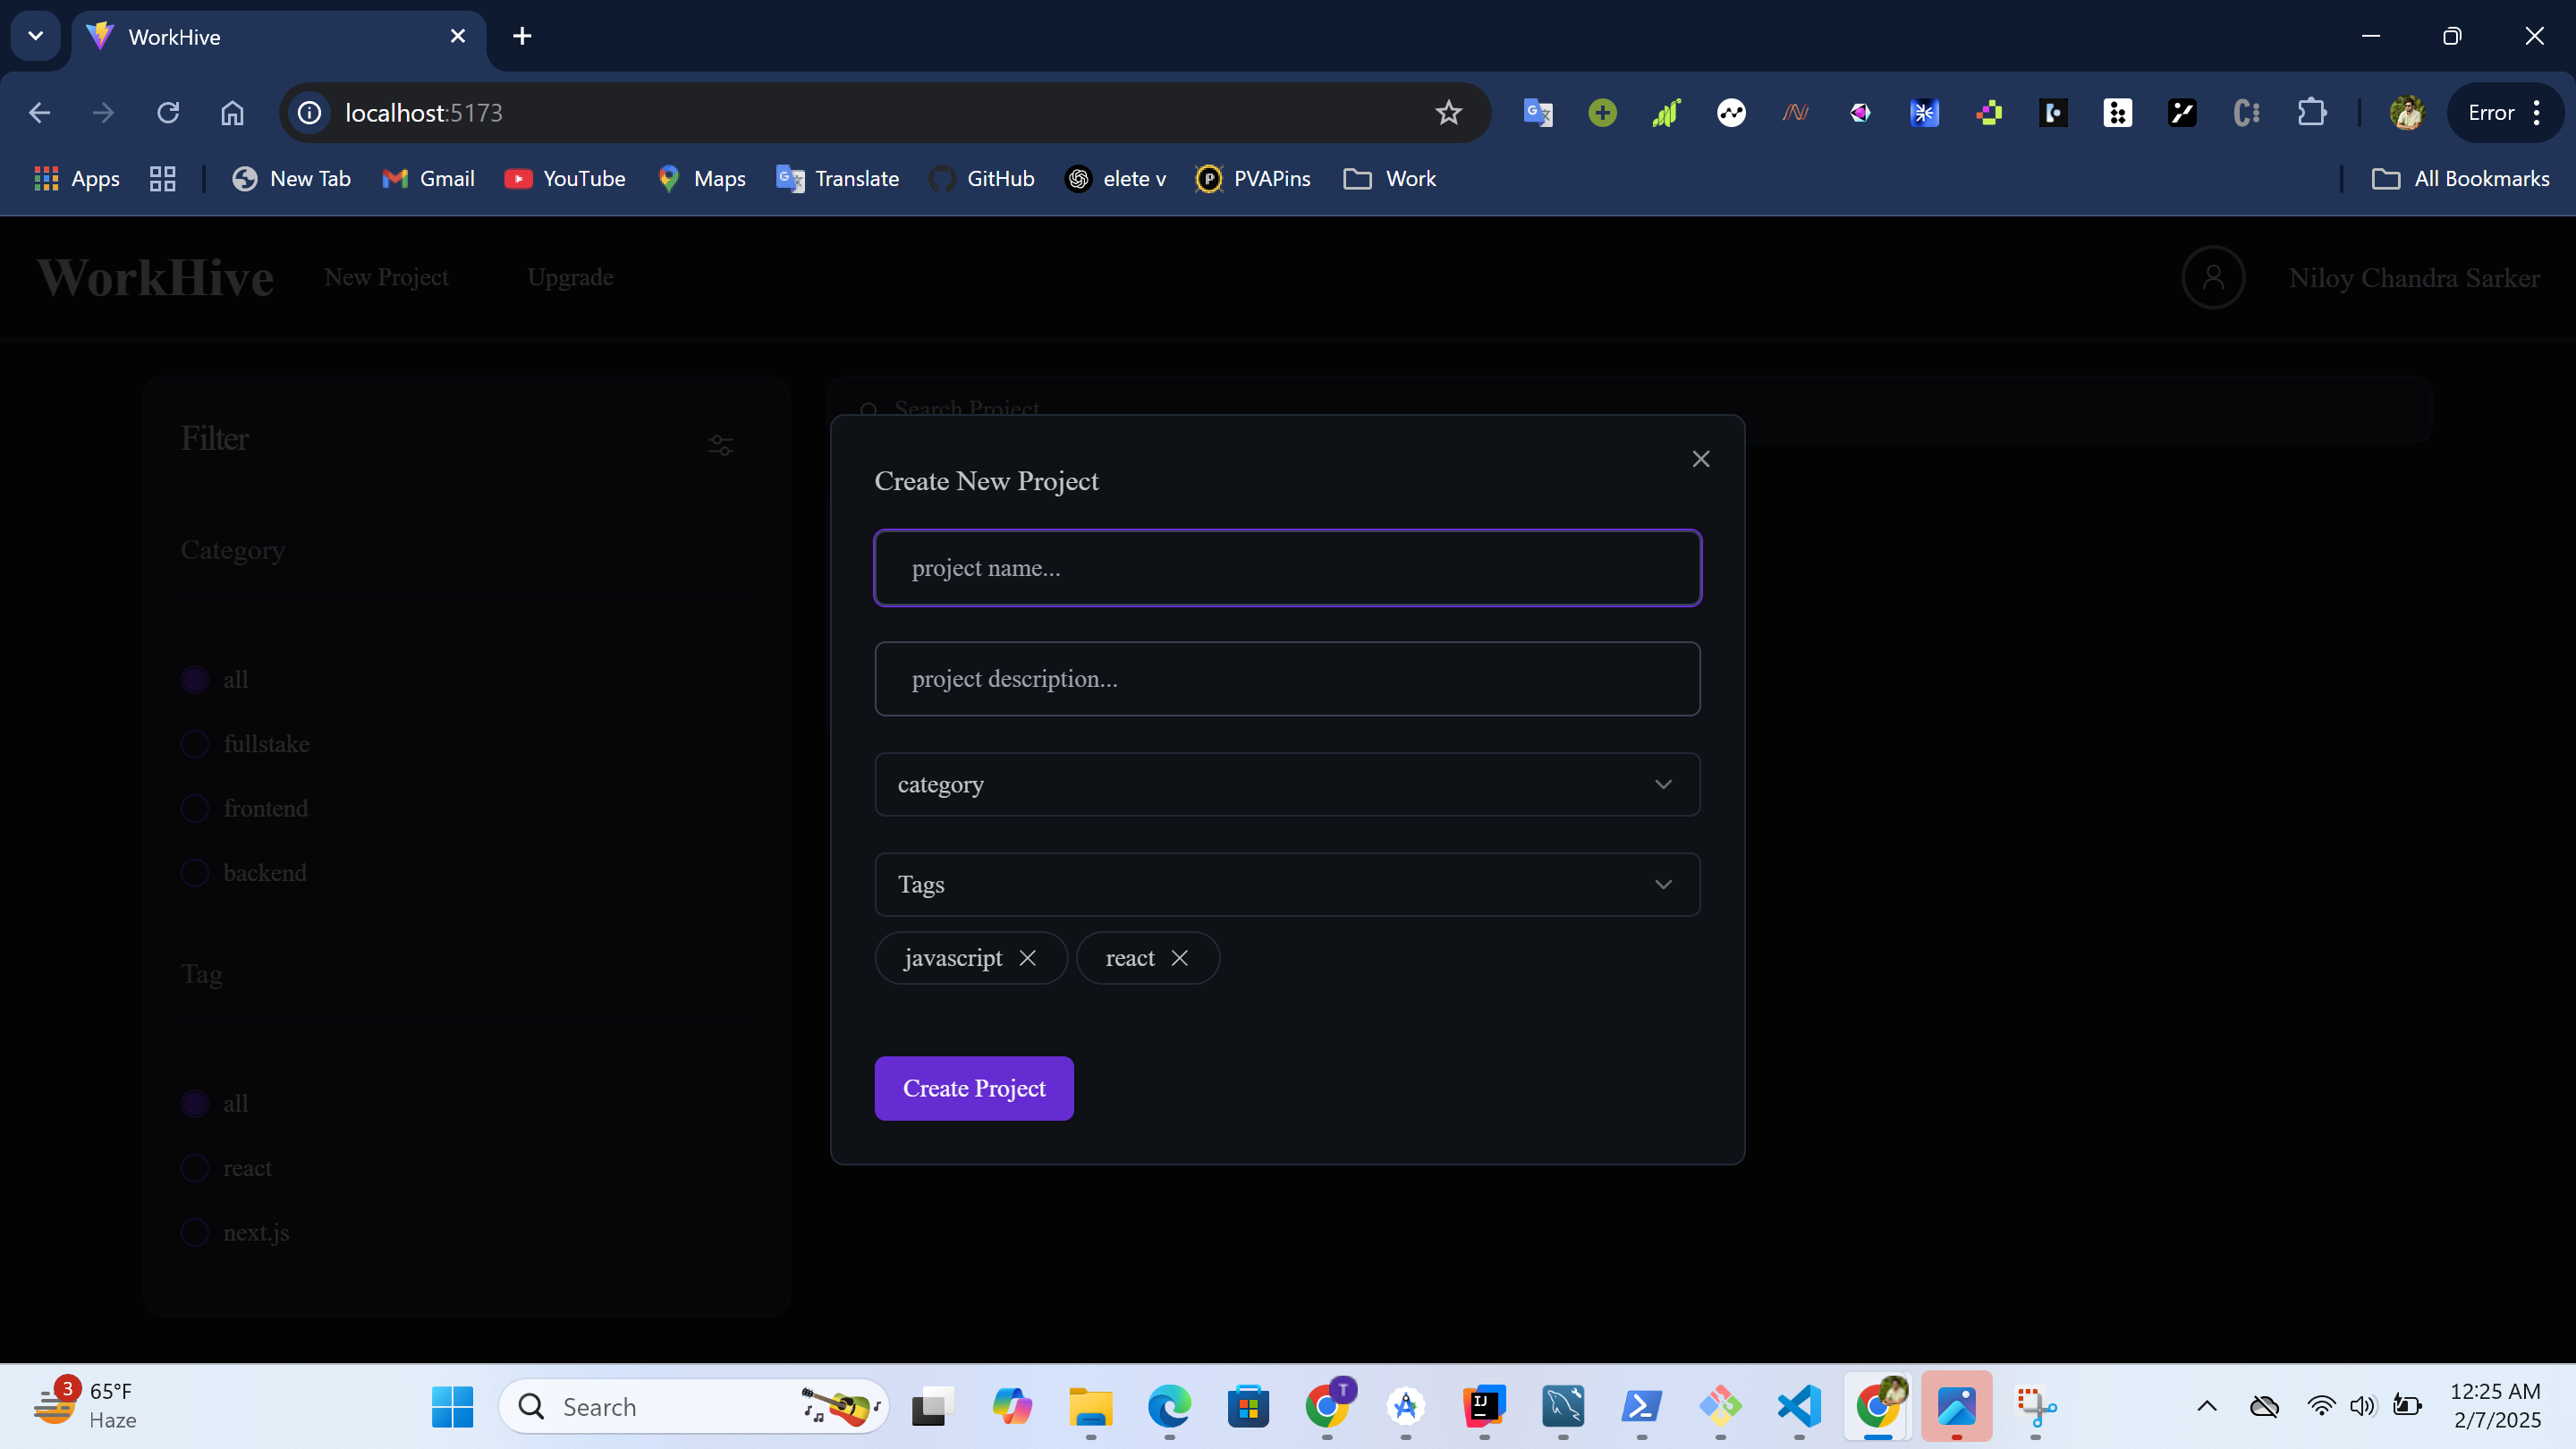 WorkHive
localhost:5173
Error
Apps
New Tab
Gmail
YouTube
Maps
Translate
GitHub
elete v
PVAPins
Work
All Bookmarks
WorkHive
New Project
Upgrade
Niloy Chandra Sarker
Filter
Category
all
fullstake
frontend
backend
Tag
all
react
next.js
Search Project
Create New Project
project name...
project description...
category
Tags
javascript
react
Create Project
3
65°F
Haze
Search
T
IJ
12:25 AM
2/7/2025